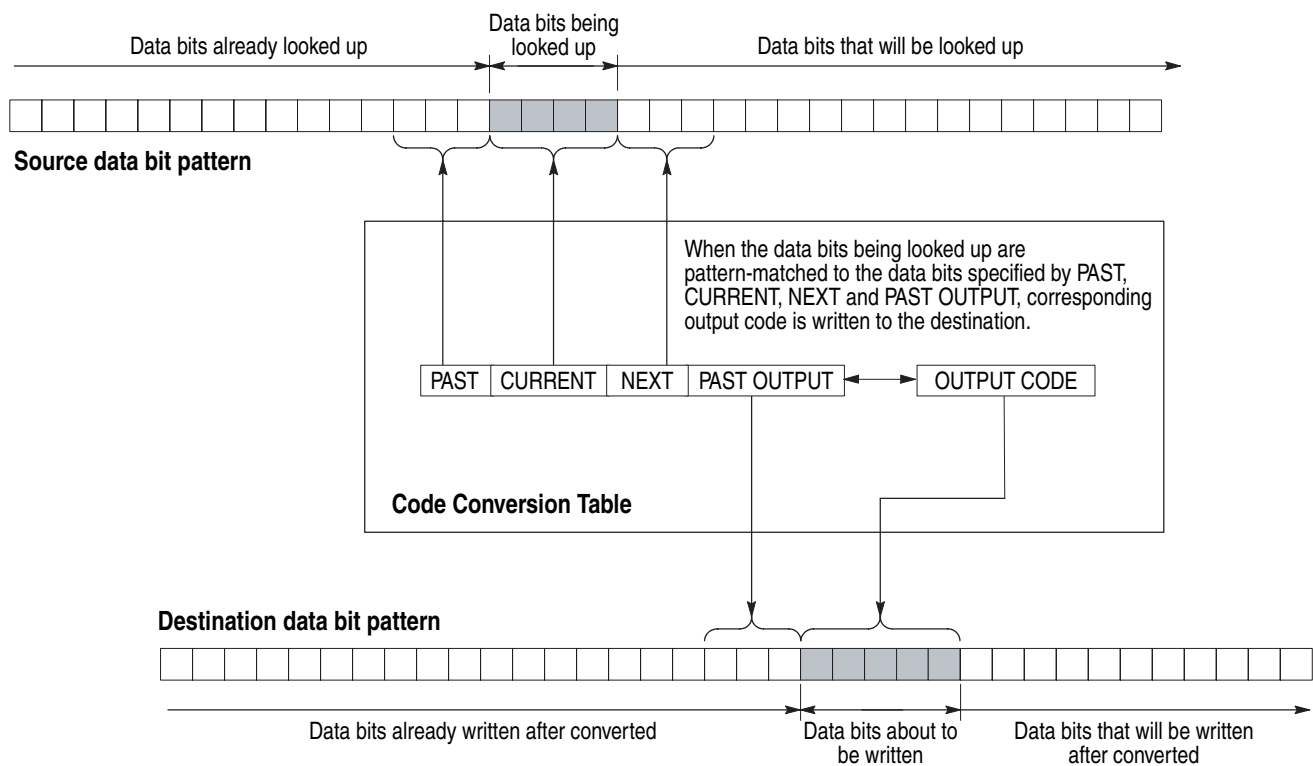 Data bits already looked up
Data bits being
looked up
Data bits that will be looked up
Source data bit pattern
When the data bits being looked up are
pattern-matched to the data bits specified by PAST,
CURRENT, NEXT and PAST OUTPUT, corresponding
output code is written to the destination.
PAST CURRENT NEXT PAST OUTPUT OUTPUT CODE
Code Conversion Table
Destination data bit pattern
Data bits already written after converted
Data bits about to
be written
Data bits that will be written
after converted